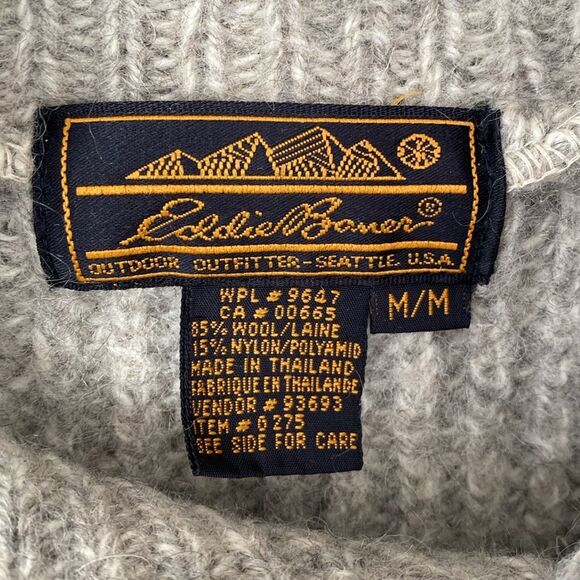 Eddie Bauer®
OUTDOOR OUTFITTER-SEATTLE, U.S.A.
M/M
WPL # 9647
CA # 00665
85% WOOL/LAINE
15% NYLON/POLYAMID
MADE IN THAILAND
FABRIQUE EN THAILANDE
VENDOR # 93693
ITEM # 0275
SEE SIDE FOR CARE